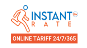 INSTANT
RATE
ONLINE TARIFF 24/7/365